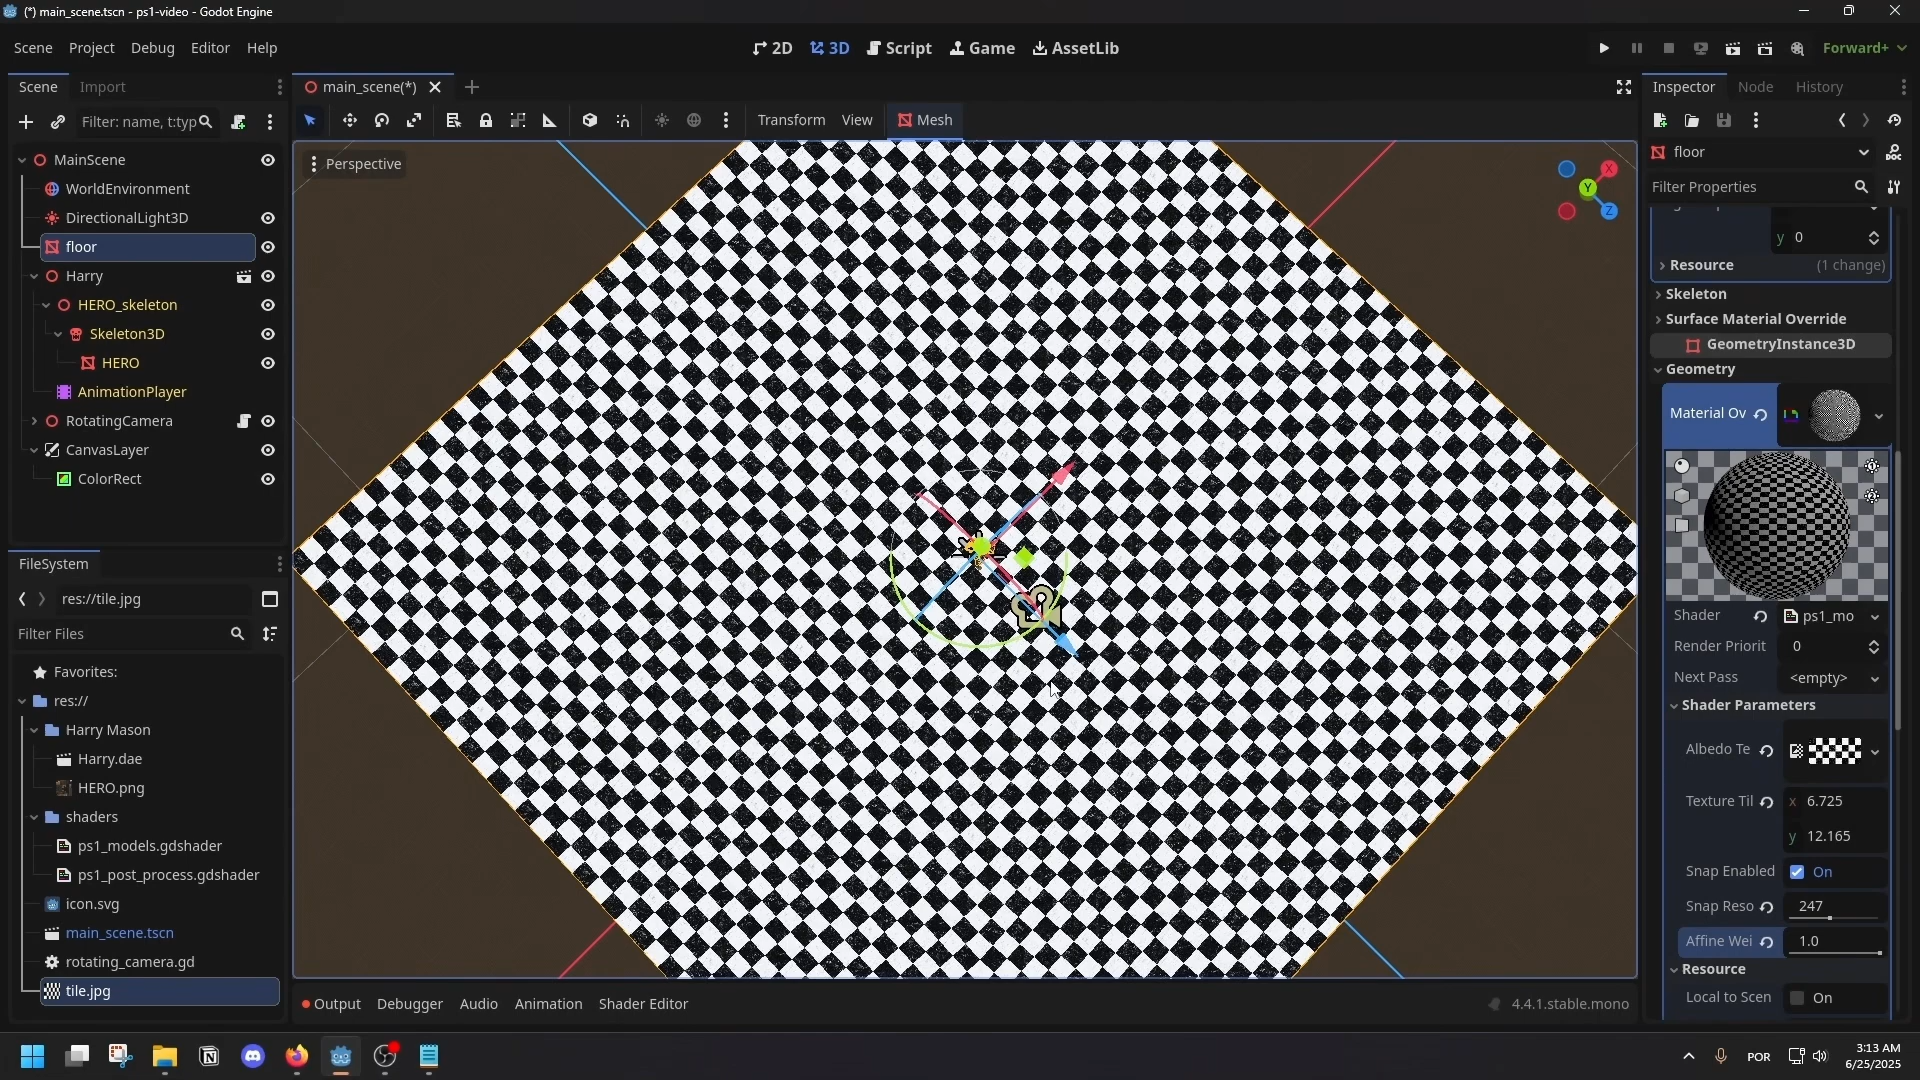 (*) main_scene.tscn - ps1-video - Godot Engine
Scene Project Debug Editor Help
2D 3D Script Game AssetLib
Forward+
Scene Import
main_scene(*)
Inspector Node History
Filter: name, t:typ
Transform View Mesh
MainScene
WorldEnvironment
DirectionalLight3D
floor
Harry
HERO_skeleton
Skeleton3D
HERO
AnimationPlayer
RotatingCamera
CanvasLayer
ColorRect
FileSystem
res://tile.jpg
Filter Files
Favorites:
res://
Harry Mason
Harry.dae
HERO.png
shaders
ps1_models.gdshader
ps1_post_process.gdshader
icon.svg
main_scene.tscn
rotating_camera.gd
tile.jpg
Perspective
X
Y
Z
Output Debugger Audio Animation Shader Editor
4.4.1.stable.mono
floor
Filter Properties
y 0
Resource (1 change)
Skeleton
Surface Material Override
GeometryInstance3D
Geometry
Material Ov
Shader ps1_mo
Render Priorit 0
Next Pass <empty>
Shader Parameters
Albedo Te
Texture Til x 6.725
y 12.165
Snap Enabled On
Snap Reso 247
Affine Wei 1.0
Resource
Local to Scen On
POR
3:13 AM
6/25/2025